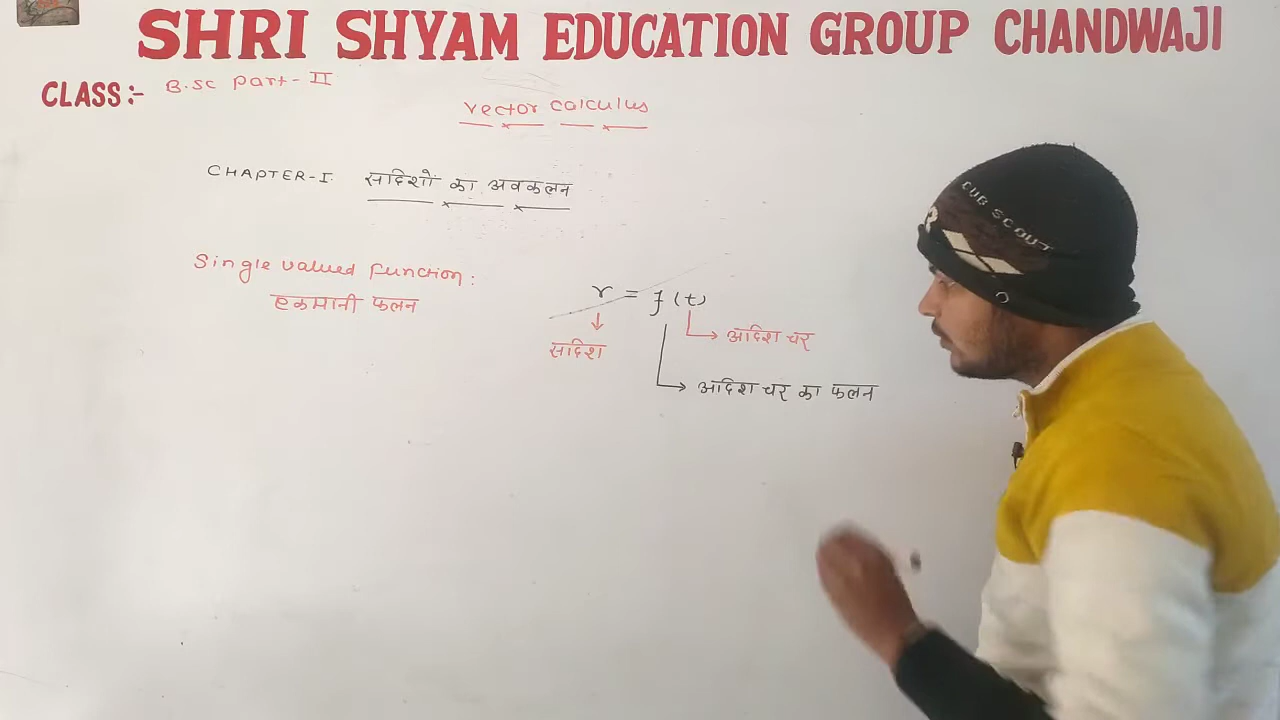 SHRI SHYAM EDUCATION GROUP CHANDWAJI
CLASS:- B.SC Part-II
vector calculus
CHAPTER-I. सदिशों का अवकलन
Single valued function:
एकमानी फलन
r = f(t)
सदिश
अदिश चर
अदिश चर का फलन
CUB SCOUT